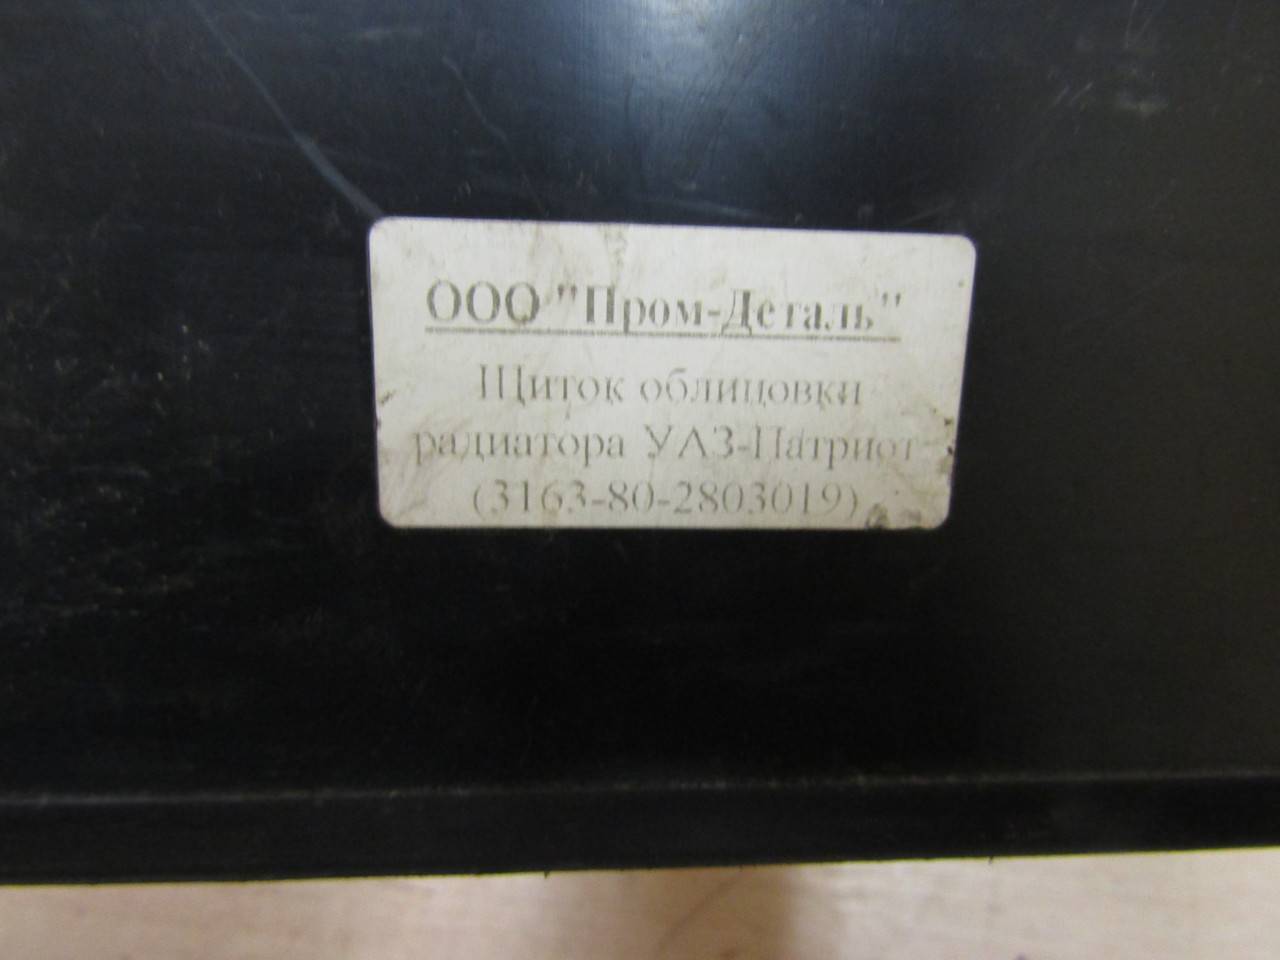 ООО "Пром-Деталь"
Щиток облицовки
радиатора УАЗ-Патриот
(3163-80-2803019)